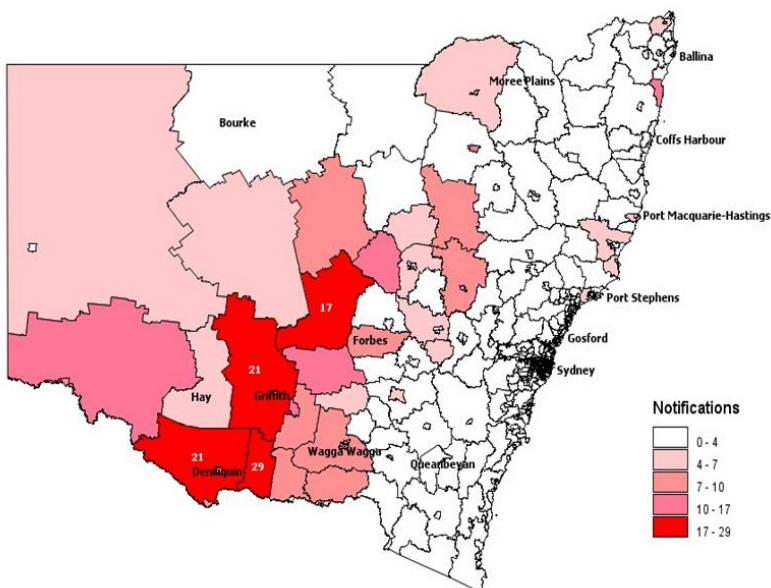 Ballina
Moree Plains
Bourke
Coffs Harbour
Port Macquarie-Hastings
Port Stephens
17
Forbes
Gosford
Sydney
21
Hay
Griffith
Notifications
0 - 4
4 - 7
7 - 10
10 - 17
17 - 29
Wagga Wagga
21
29
Deniliquin
Queanbeyan